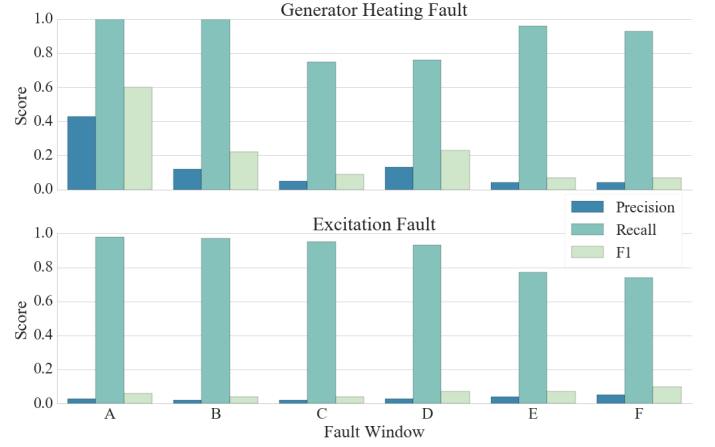 Generator Heating Fault
1.0
0.8
0.6
0.4
0.2
0.0
Score
Precision
Recall
F1
Excitation Fault
1.0
0.8
0.6
0.4
0.2
0.0
Score
A B C D E F
Fault Window